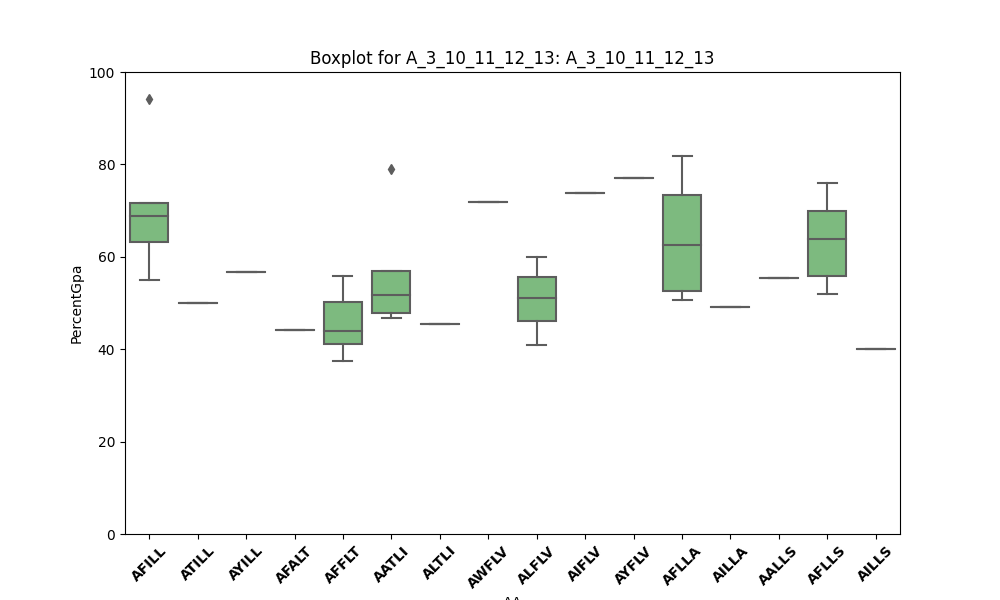 Boxplot for A_3_10_11_12_13: A_3_10_11_12_13
100
80
60
40
20
0
PercentGpa
AFILL ATILL AYILL AFALT AFFLT AATLI ALTLI AWFLV ALFLV AIFLV AYFLV AFLLA AILLA AALLS AFLLS AILLS